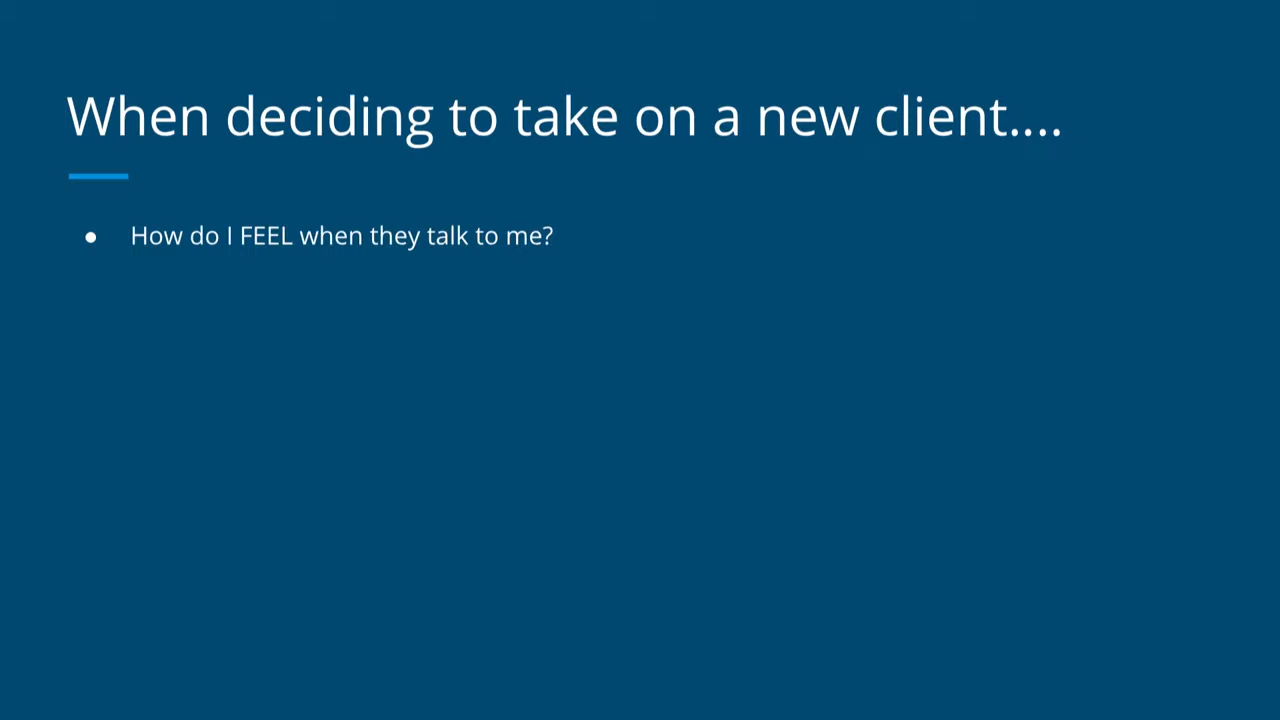 When deciding to take on a new client....
● How do I FEEL when they talk to me?